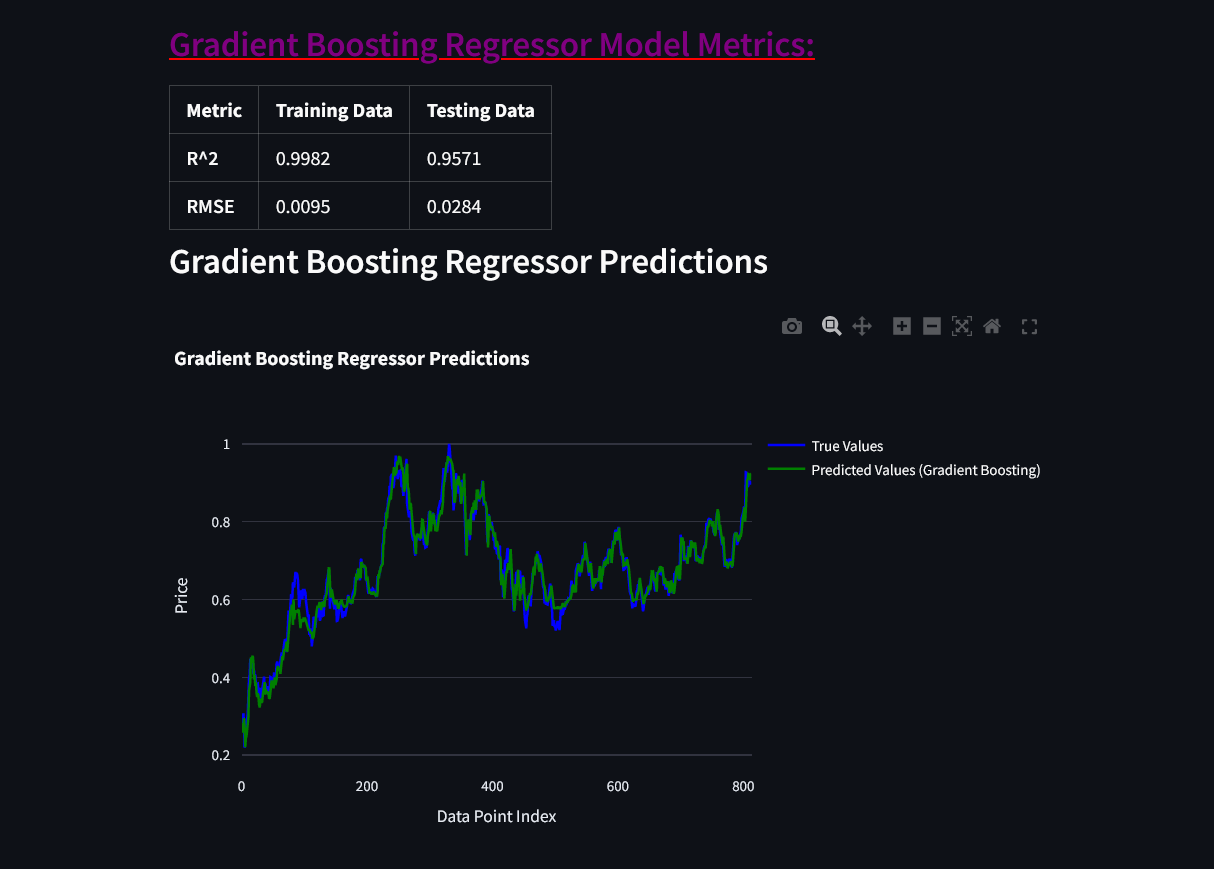 Gradient Boosting Regressor Model Metrics:
Metric Training Data Testing Data
R^2 0.9982 0.9571
RMSE 0.0095 0.0284
Gradient Boosting Regressor Predictions
Gradient Boosting Regressor Predictions
True Values
Predicted Values (Gradient Boosting)
1
0.8
0.6
0.4
0.2
Price
0 200 400 600 800
Data Point Index